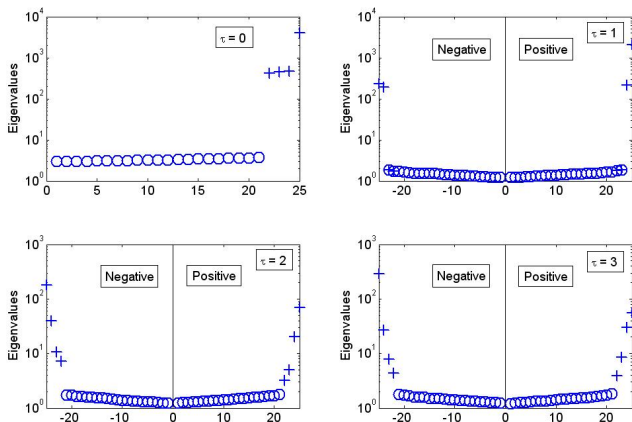 10^4
10^3
10^2
10^1
10^0
Eigenvalues
τ = 0
0 5 10 15 20 25
10^4
10^3
10^2
10^1
10^0
Eigenvalues
Negative Positive
τ = 1
-20 -10 0 10 20
10^3
10^2
10^1
10^0
Eigenvalues
Negative Positive
τ = 2
-20 -10 0 10 20
10^3
10^2
10^1
10^0
Eigenvalues
Negative Positive
τ = 3
-20 -10 0 10 20